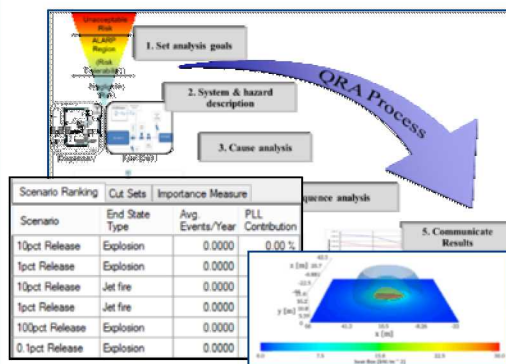 Unacceptable
Risk
ALARP
Region
(Risk
1. Set analysis goals
QRA Process
2. System & hazard
description
3. Cause analysis
quence analysis
5. Communicate
Results
Scenario Ranking Cut Sets Importance Measure
Scenario End State Type Avg. Events/Year PLL Contribution
10pct Release Explosion 0.0000 0.00 %
1pct Release Explosion 0.0000
10pct Release Jet fire 0.0000
1pct Release Jet fire 0.0000
100pct Release Explosion 0.0000
0.1pct Release Explosion 0.0000
z [m]
y [m]
x [m]